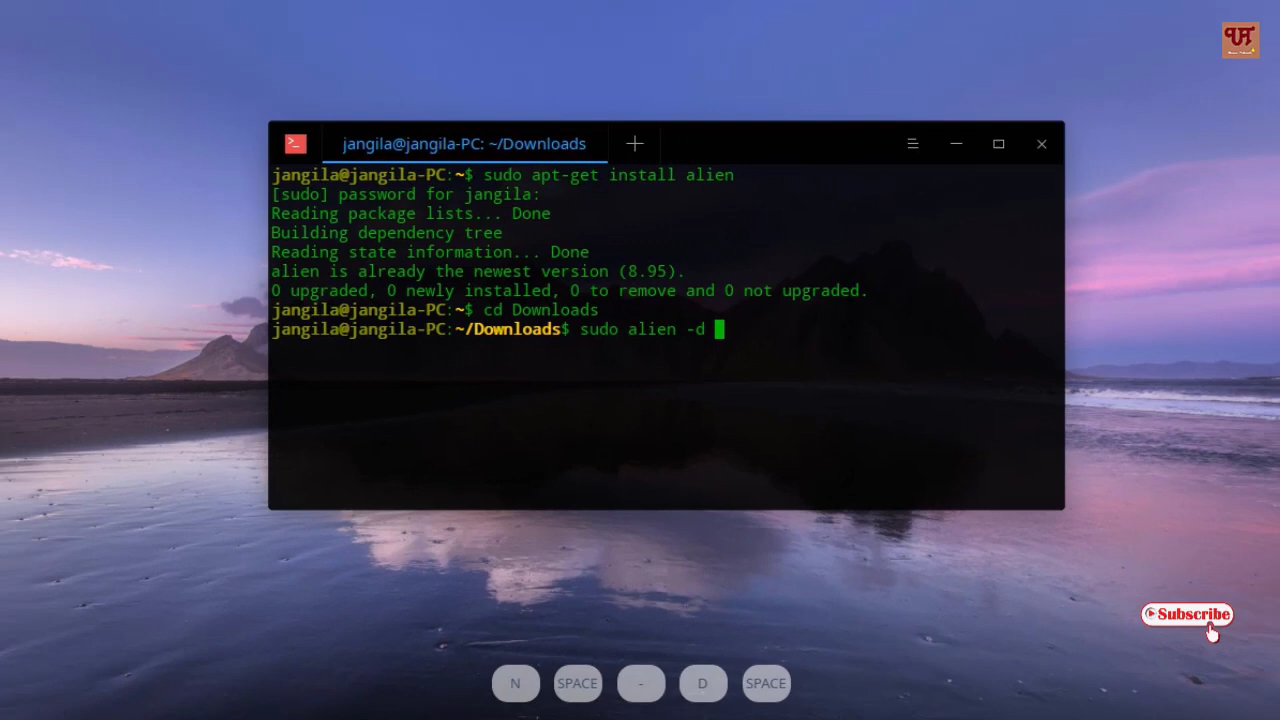 jangila@jangila-PC: ~/Downloads
jangila@jangila-PC:~$ sudo apt-get install alien
[sudo] password for jangila:
Reading package lists... Done
Building dependency tree
Reading state information... Done
alien is already the newest version (8.95).
0 upgraded, 0 newly installed, 0 to remove and 0 not upgraded.
jangila@jangila-PC:~$ cd Downloads
jangila@jangila-PC:~/Downloads$ sudo alien -d
Subscribe
N SPACE - D SPACE